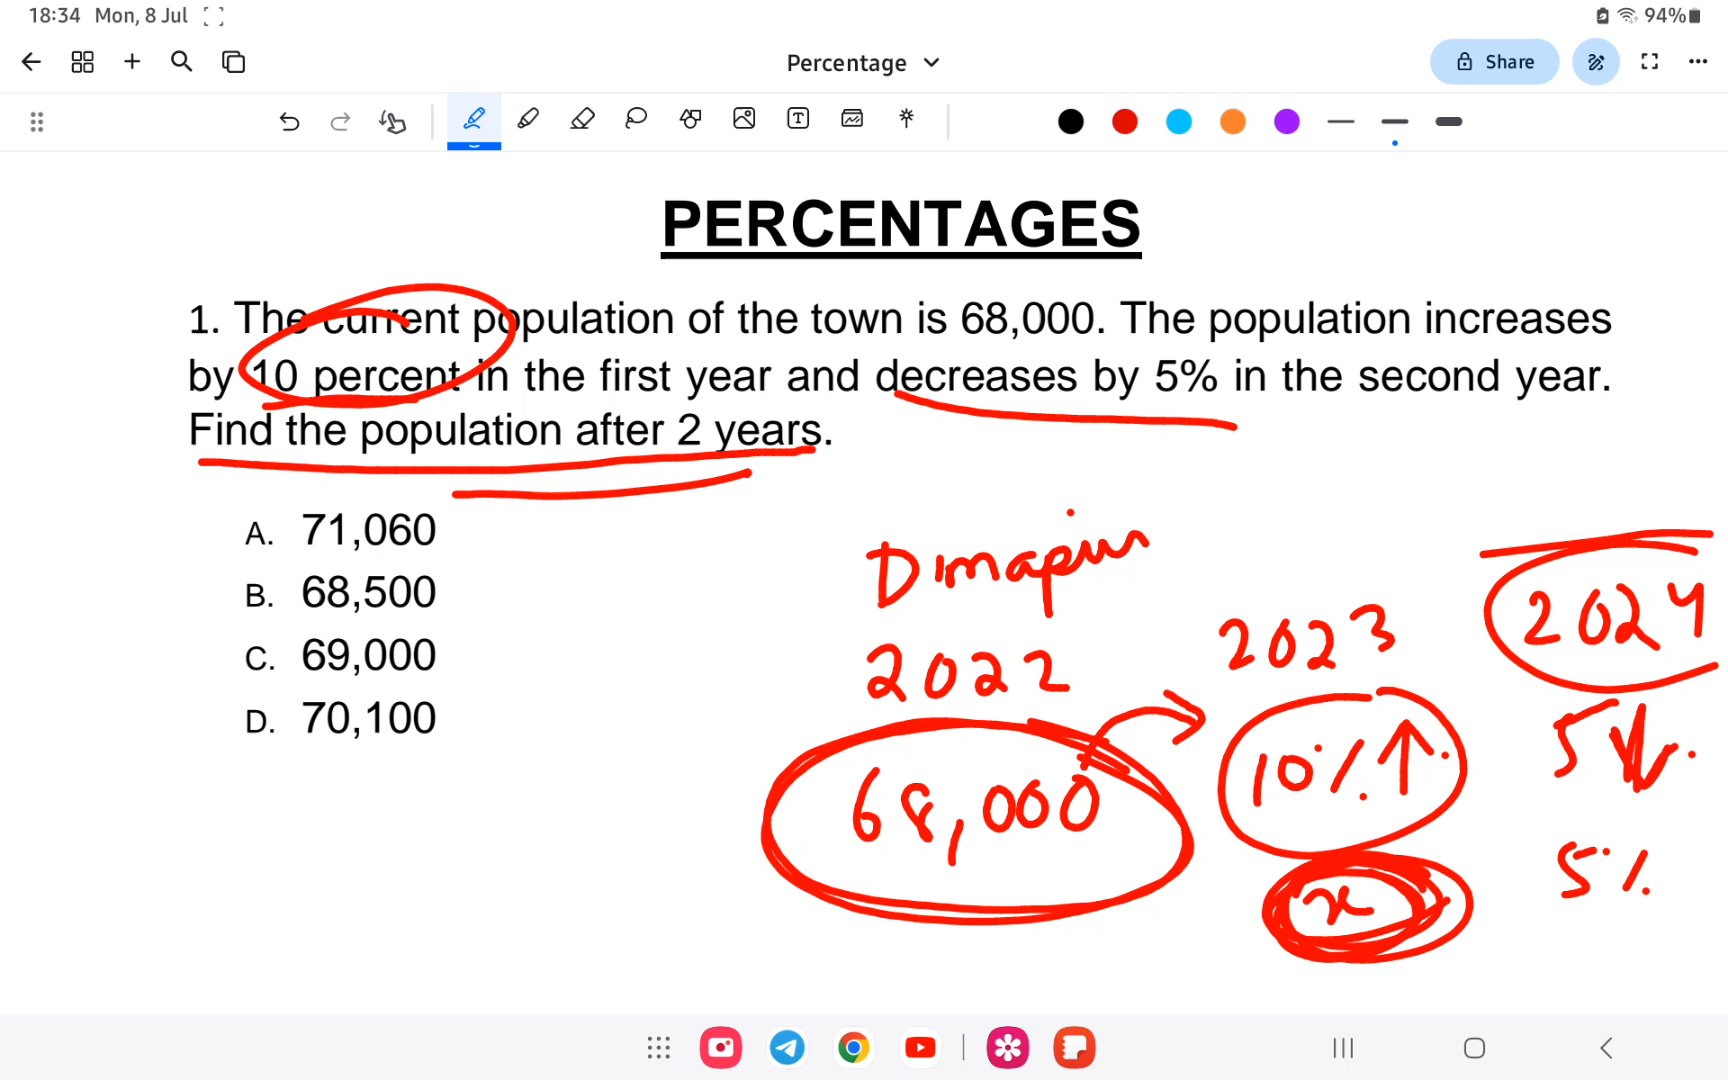 18:34 Mon, 8 Jul 94%
Percentage
Share
PERCENTAGES
1. The current population of the town is 68,000. The population increases
by 10 percent in the first year and decreases by 5% in the second year.
Find the population after 2 years.
A. 71,060
B. 68,500
C. 69,000
D. 70,100
Dimapur
2022
2023
2024
68,000
10%↑
5
x
5%